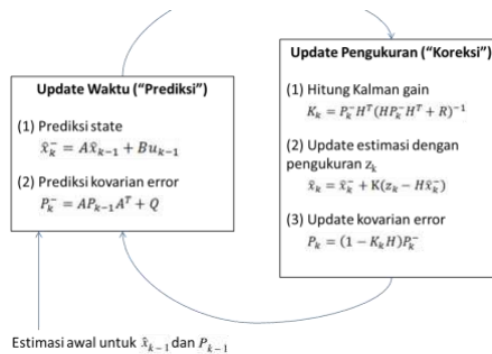 Update Waktu (“Prediksi”)
(1) Prediksi state
x̂ₖ⁻ = Ax̂ₖ₋₁ + Buₖ₋₁
(2) Prediksi kovarian error
Pₖ⁻ = APₖ₋₁Aᵀ + Q
Update Pengukuran (“Koreksi”)
(1) Hitung Kalman gain
Kₖ = Pₖ⁻Hᵀ(HPₖ⁻Hᵀ + R)⁻¹
(2) Update estimasi dengan
pengukuran zₖ
x̂ₖ = x̂ₖ⁻ + K(zₖ − Hx̂ₖ⁻)
(3) Update kovarian error
Pₖ = (1 − KₖH)Pₖ⁻
Estimasi awal untuk x̂ₖ₋₁ dan Pₖ₋₁